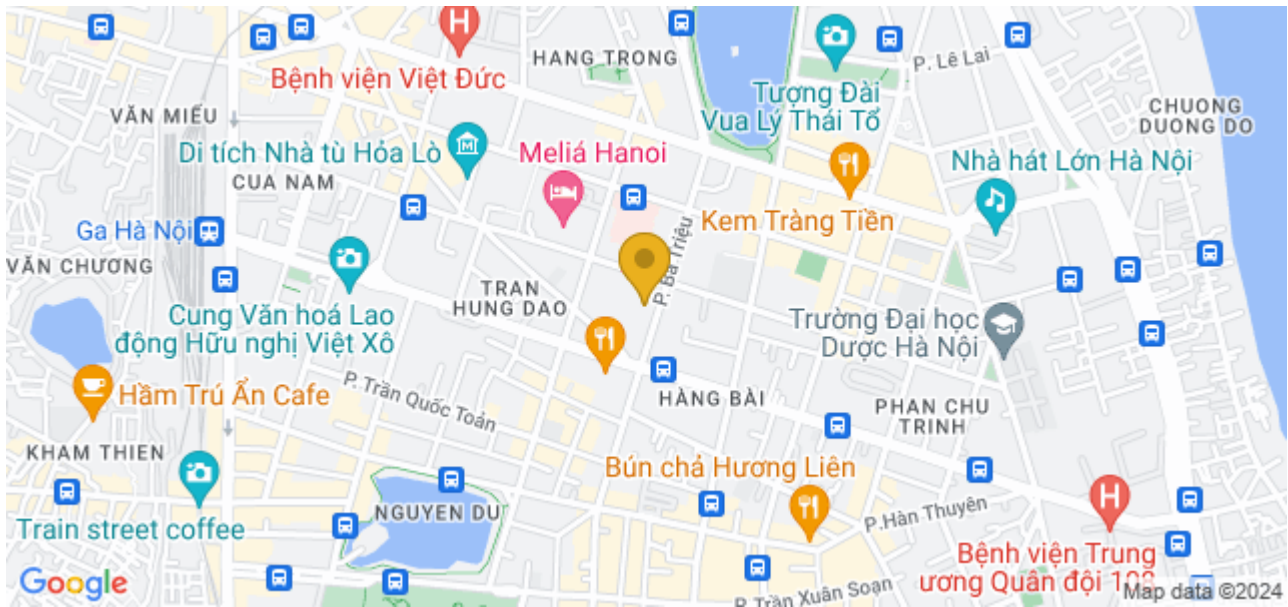 H
Bệnh viện Việt Đức
HANG TRONG
P. Lê Lai
Tượng Đài
Vua Lý Thái Tổ
CHUONG
DUONG DO
VĂN MIẾU
Di tích Nhà tù Hỏa Lò
CUA NAM
Meliá Hanoi
Nhà hát Lớn Hà Nội
Kem Tràng Tiền
Ga Hà Nội
VĂN CHƯƠNG
P. Bà Triệu
TRAN
HUNG DAO
Cung Văn hoá Lao
động Hữu nghị Việt Xô
Trường Đại học
Dược Hà Nội
Hầm Trú Ẩn Cafe
P. Trần Quốc Toản
HÀNG BÀI
PHAN CHU
TRINH
KHAM THIEN
Bún chả Hương Liên
Train street coffee
NGUYEN DU
P.Hàn Thuyên
H
Bệnh viện Trung
ương Quân đội 108
P. Trần Xuân Soạn
Google
Map data ©2024